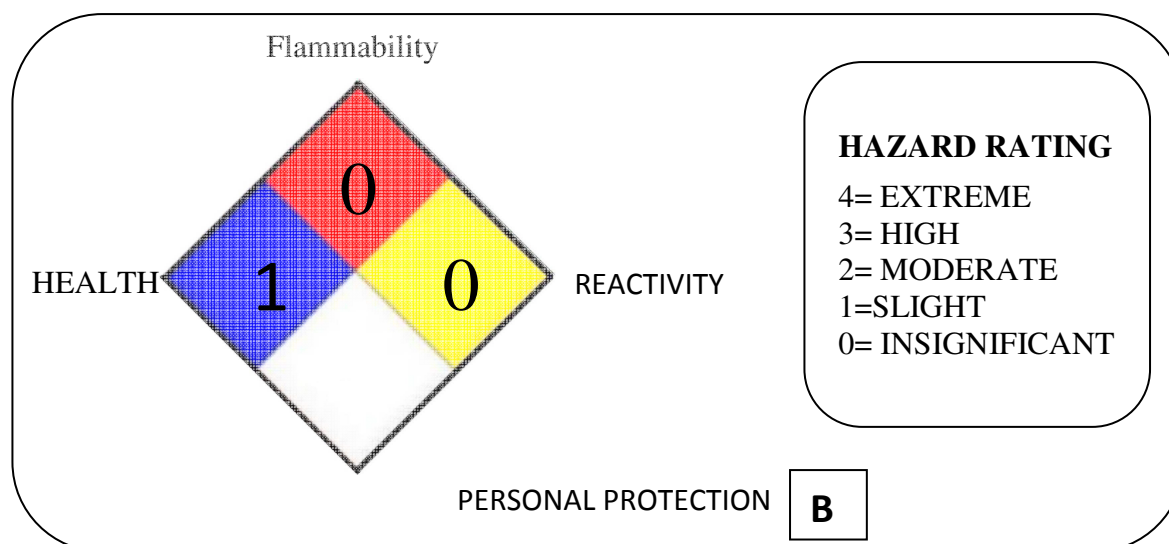 Flammability
0
HEALTH
1
0
REACTIVITY
PERSONAL PROTECTION B
HAZARD RATING
4= EXTREME
3= HIGH
2= MODERATE
1=SLIGHT
0= INSIGNIFICANT